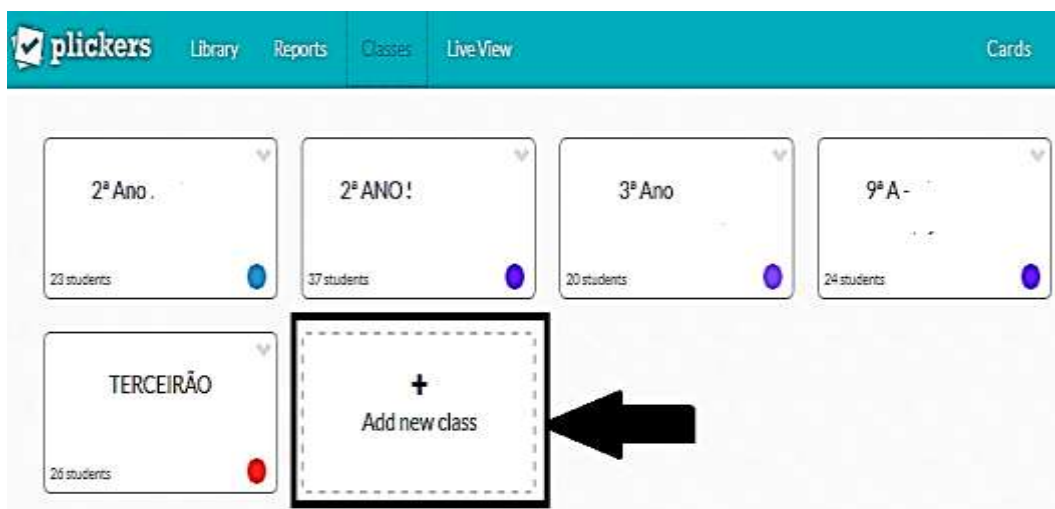 plickers Library Reports Classes Live View Cards
2ª Ano . 2ª ANO ! 3ª Ano 9ª A -
23 students 37 students 20 students 24 students
TERCEIRÃO + Add new class
26 students